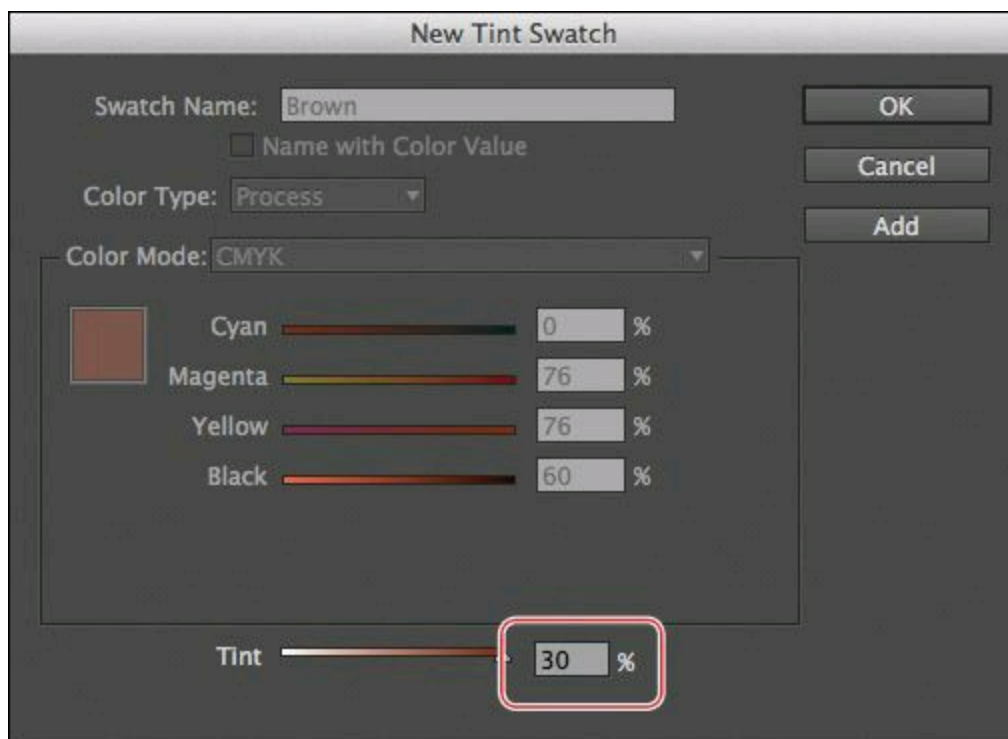 New Tint Swatch
Swatch Name: Brown
OK
Name with Color Value
Cancel
Color Type: Process
Add
Color Mode: CMYK
Cyan 0 %
Magenta 76 %
Yellow 76 %
Black 60 %
Tint 30 %